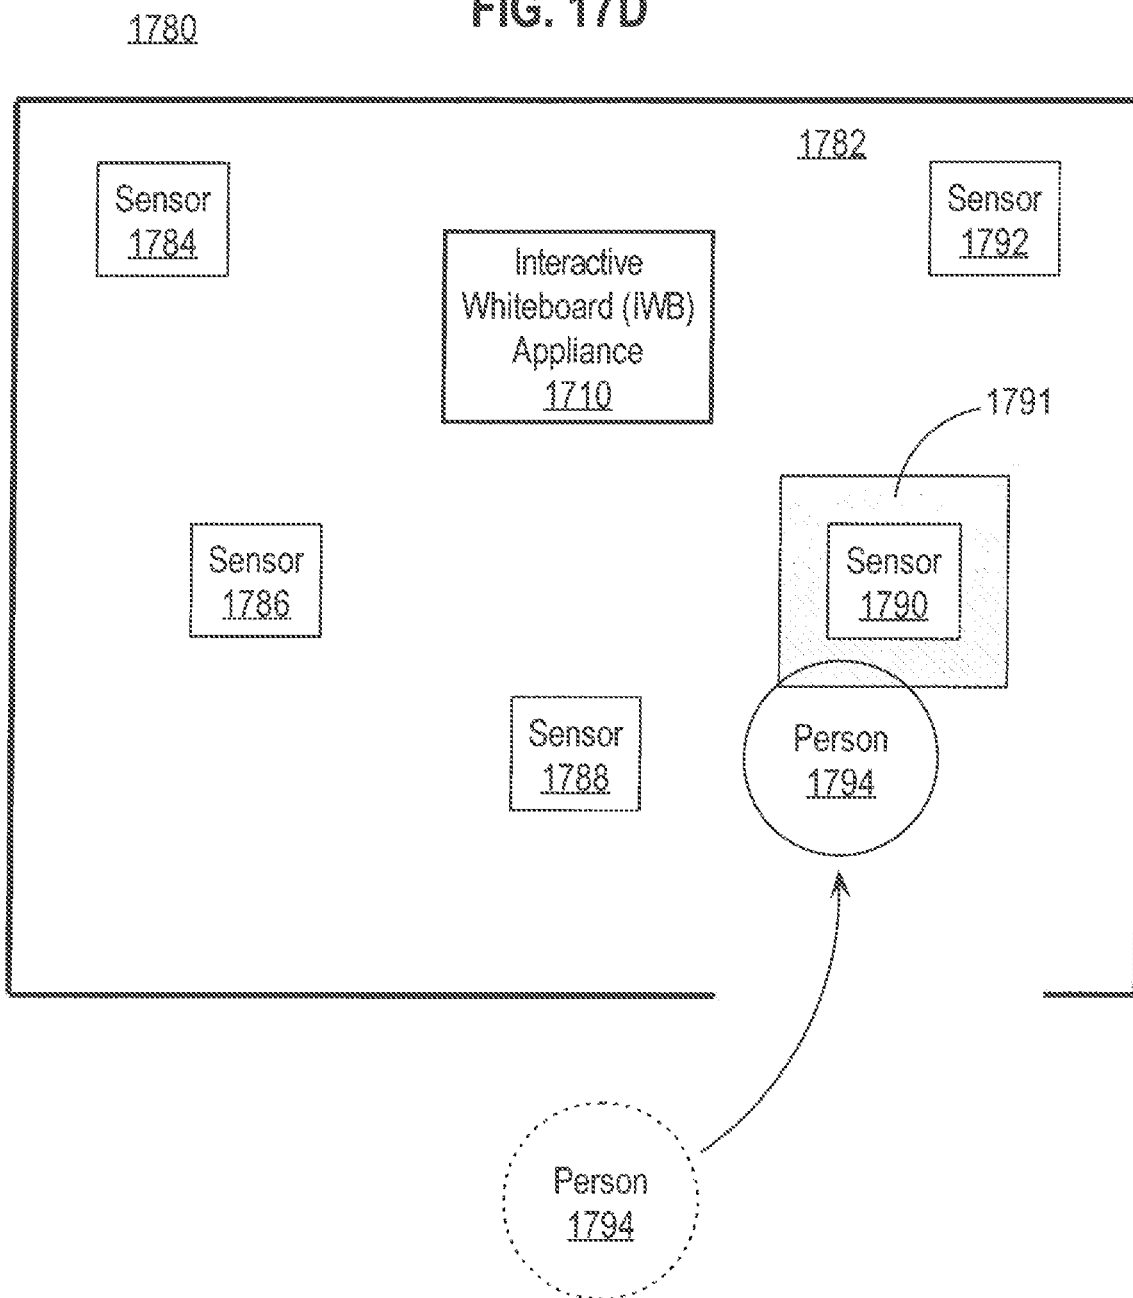 FIG. 17D
1780
1782
Sensor
1784
Sensor
1792
Interactive
Whiteboard (IWB)
Appliance
1710
1791
Sensor
1786
Sensor
1790
Sensor
1788
Person
1794
Person
1794